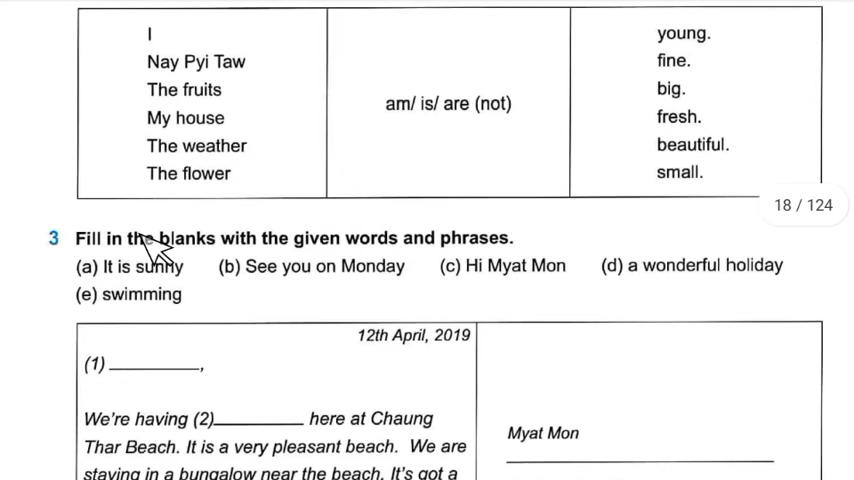 I
Nay Pyi Taw
The fruits
My house
The weather
The flower
am/ is/ are (not)
young.
fine.
big.
fresh.
beautiful.
small.
18 / 124
3 Fill in the blanks with the given words and phrases.
(a) It is sunny (b) See you on Monday (c) Hi Myat Mon (d) a wonderful holiday
(e) swimming
12th April, 2019
(1) __________,
We're having (2)__________ here at Chaung
Thar Beach. It is a very pleasant beach. We are
staying in a bungalow near the beach. It's got a
Myat Mon